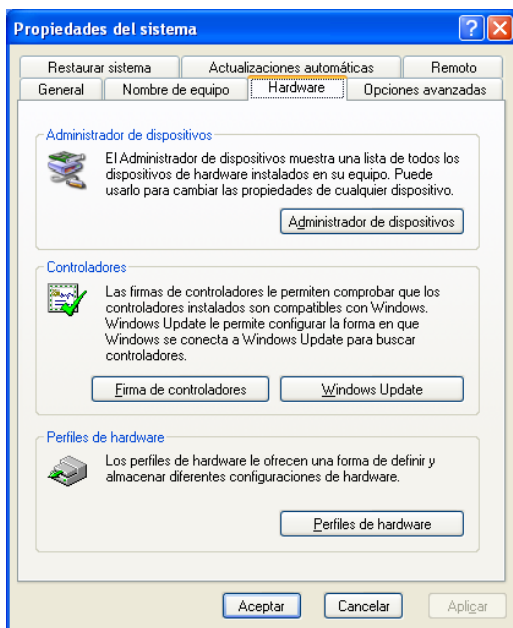 Propiedades del sistema
Restaurar sistema
Actualizaciones automáticas
Remoto
General
Nombre de equipo
Hardware
Opciones avanzadas
Administrador de dispositivos
El Administrador de dispositivos muestra una lista de todos los
dispositivos de hardware instalados en su equipo. Puede
usarlo para cambiar las propiedades de cualquier dispositivo.
Administrador de dispositivos
Controladores
Las firmas de controladores le permiten comprobar que los
controladores instalados son compatibles con Windows.
Windows Update le permite configurar la forma en que
Windows se conecta a Windows Update para buscar
controladores.
Firma de controladores
Windows Update
Perfiles de hardware
Los perfiles de hardware le ofrecen una forma de definir y
almacenar diferentes configuraciones de hardware.
Perfiles de hardware
Aceptar
Cancelar
Aplicar